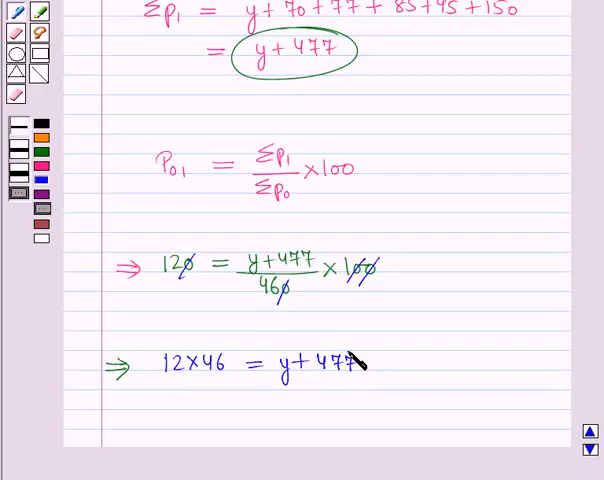 Σp₁ = y + 70 + 77 + 85 + 95 + 150
= y + 477
P₀₁ = Σp₁/Σp₀ × 100
⇒ 120 = y + 477/460 × 100
⇒ 12 × 46 = y + 477